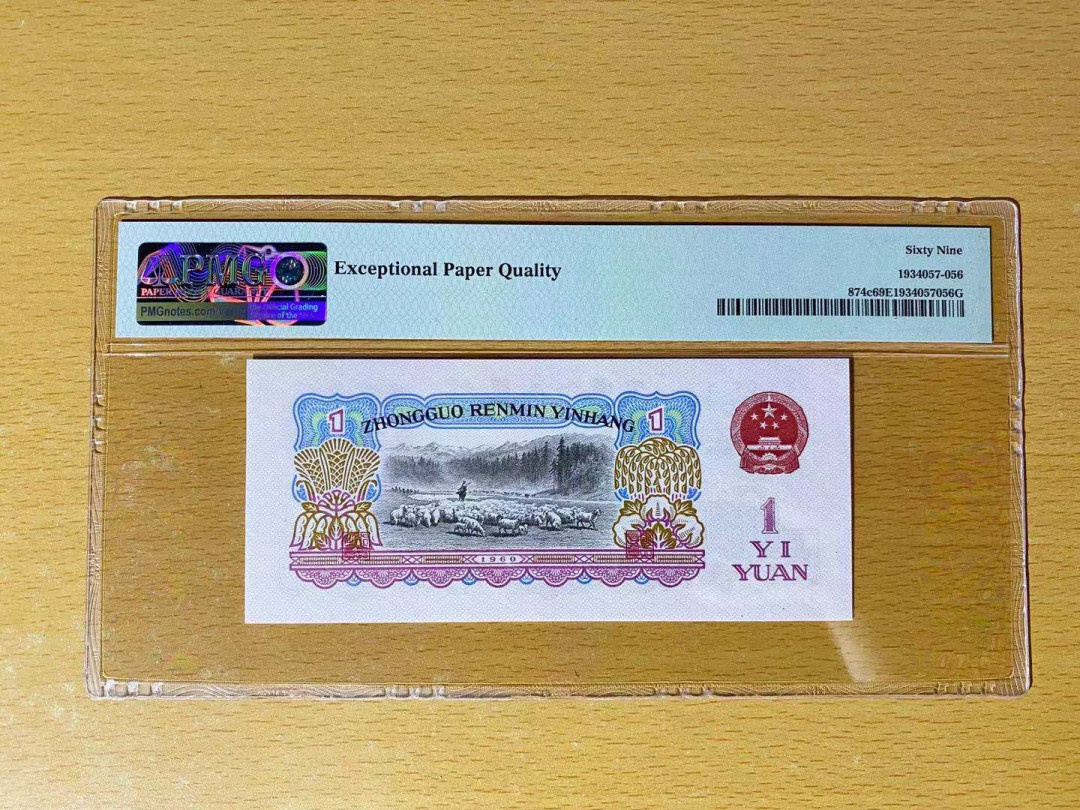 PMG
PMGnotes.com
Exceptional Paper Quality
Sixty Nine
1934057-056
874c69E1934057056G
1
ZHONGGUO RENMIN YINHANG
1
1960
1
YI
YUAN